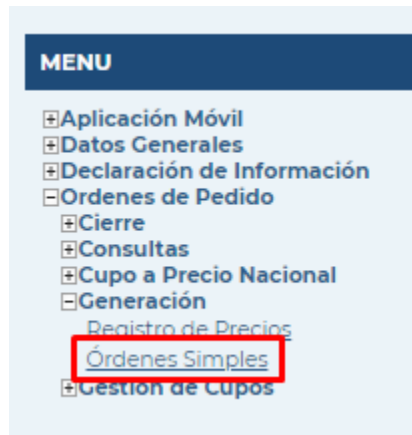 MENU
Aplicación Móvil
Datos Generales
Declaración de Información
Ordenes de Pedido
Cierre
Consultas
Cupo a Precio Nacional
Generación
Registro de Precios
Órdenes Simples
Gestión de Cupos